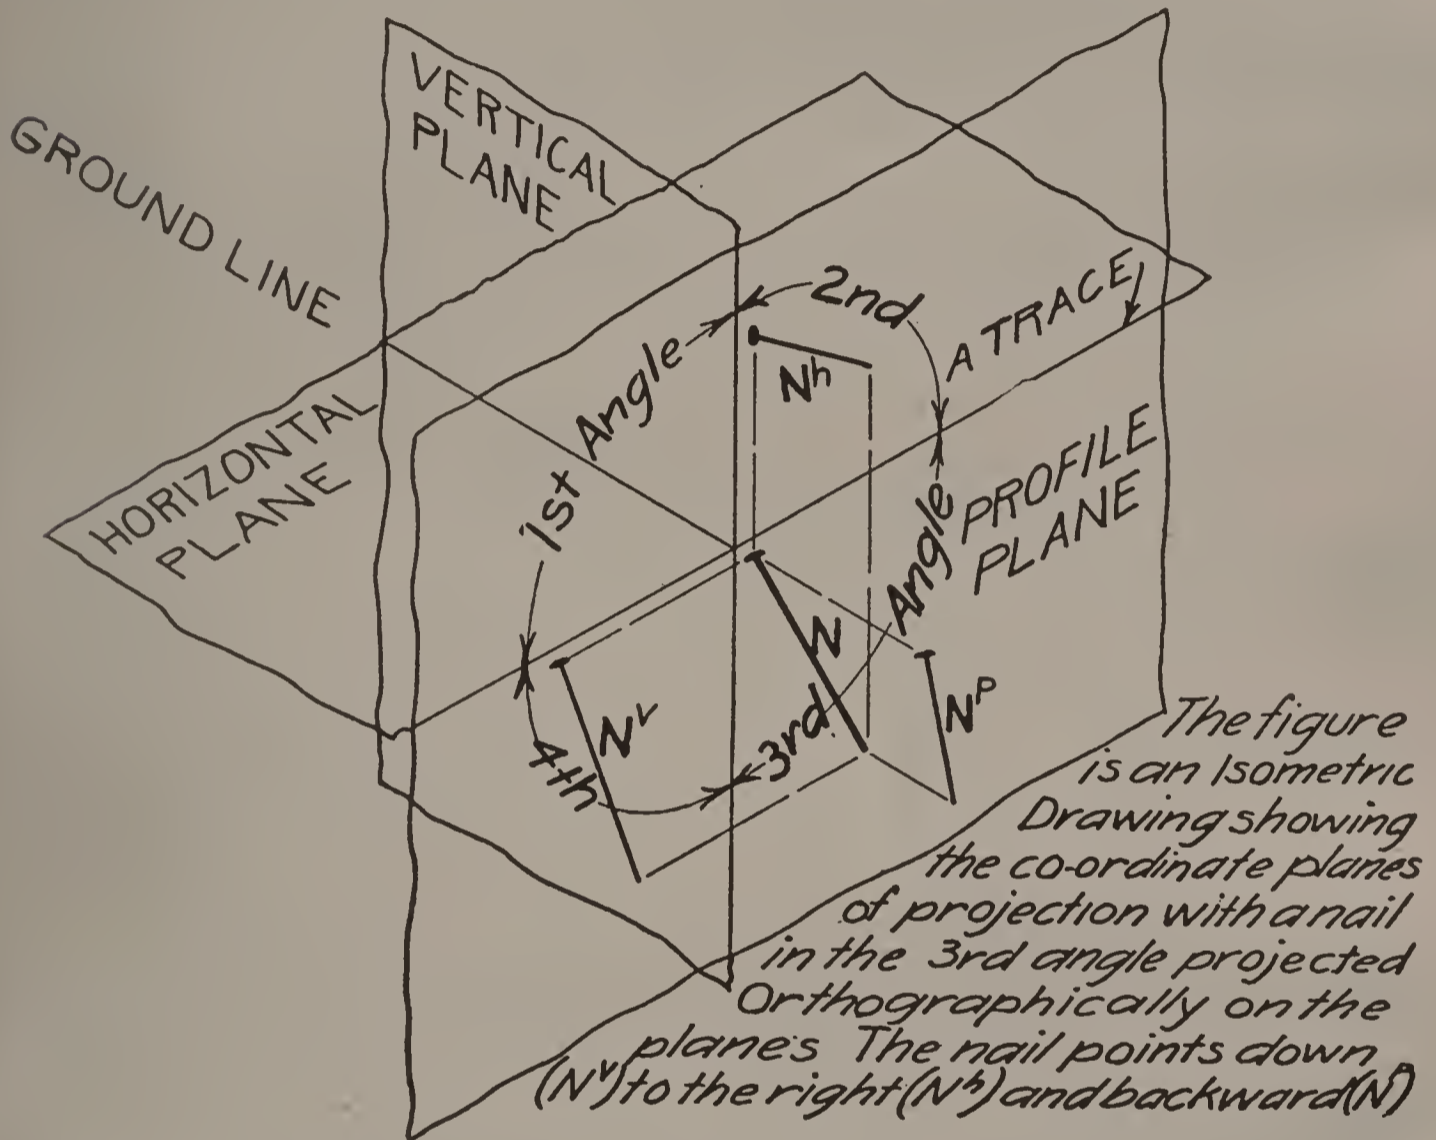 VERTICAL
PLANE
GROUND LINE
HORIZONTAL
PLANE
1st Angle
2nd
A TRACE
Nʰ
PROFILE
PLANE
Angle
3rd
N
Nᵛ
4th
Nᴾ
The figure
is an Isometric
Drawing showing
the co-ordinate planes
of projection with a nail
in the 3rd angle projected
Orthographically on the
planes The nail points down
(Nᵛ) to the right (Nʰ) and backward (Nᴾ)